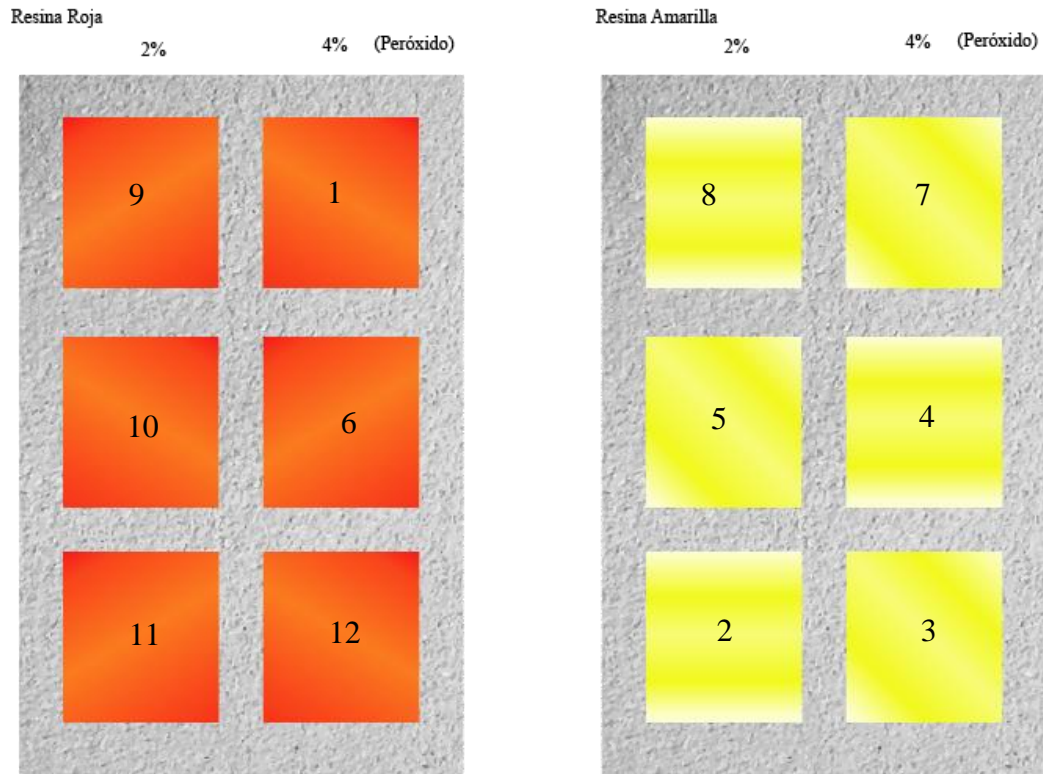 Resina Roja
2% 4% (Peróxido)
9 1
10 6
11 12
Resina Amarilla
2% 4% (Peróxido)
8 7
5 4
2 3